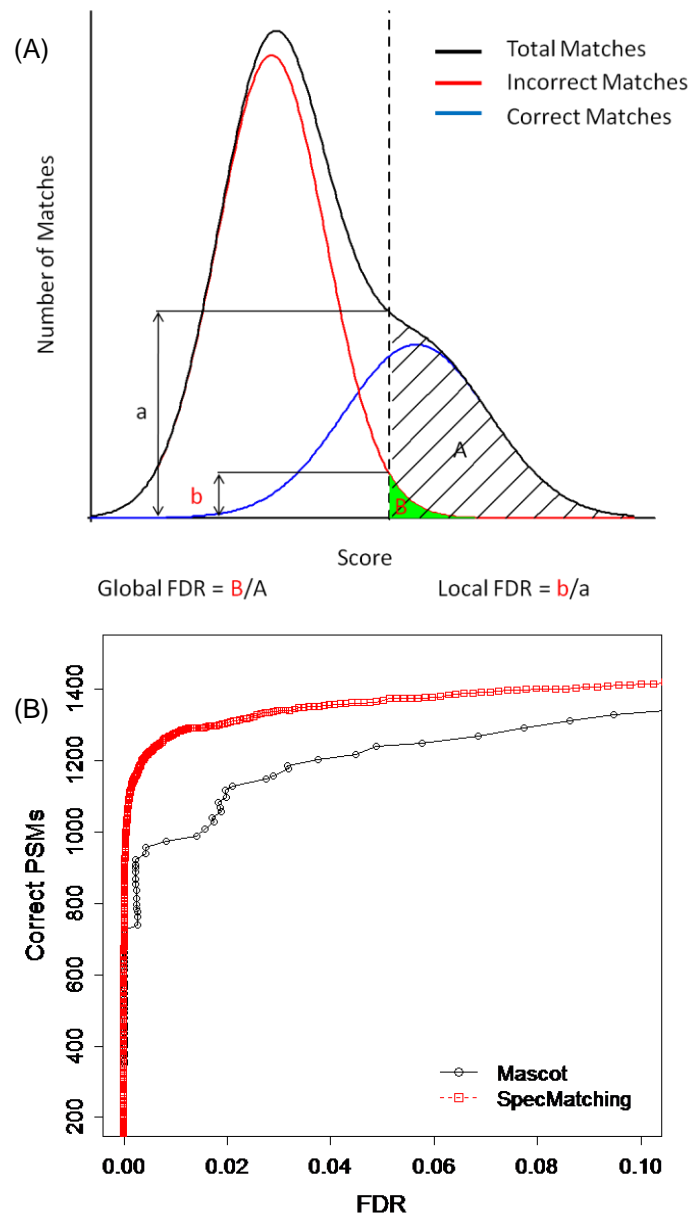 (A)
Total Matches
Incorrect Matches
Correct Matches
Number of Matches
a
b
A
B
Score
Global FDR = B/A
Local FDR = b/a
(B)
Correct PSMs
1400
1200
1000
800
600
400
200
Mascot
SpecMatching
0.00 0.02 0.04 0.06 0.08 0.10
FDR